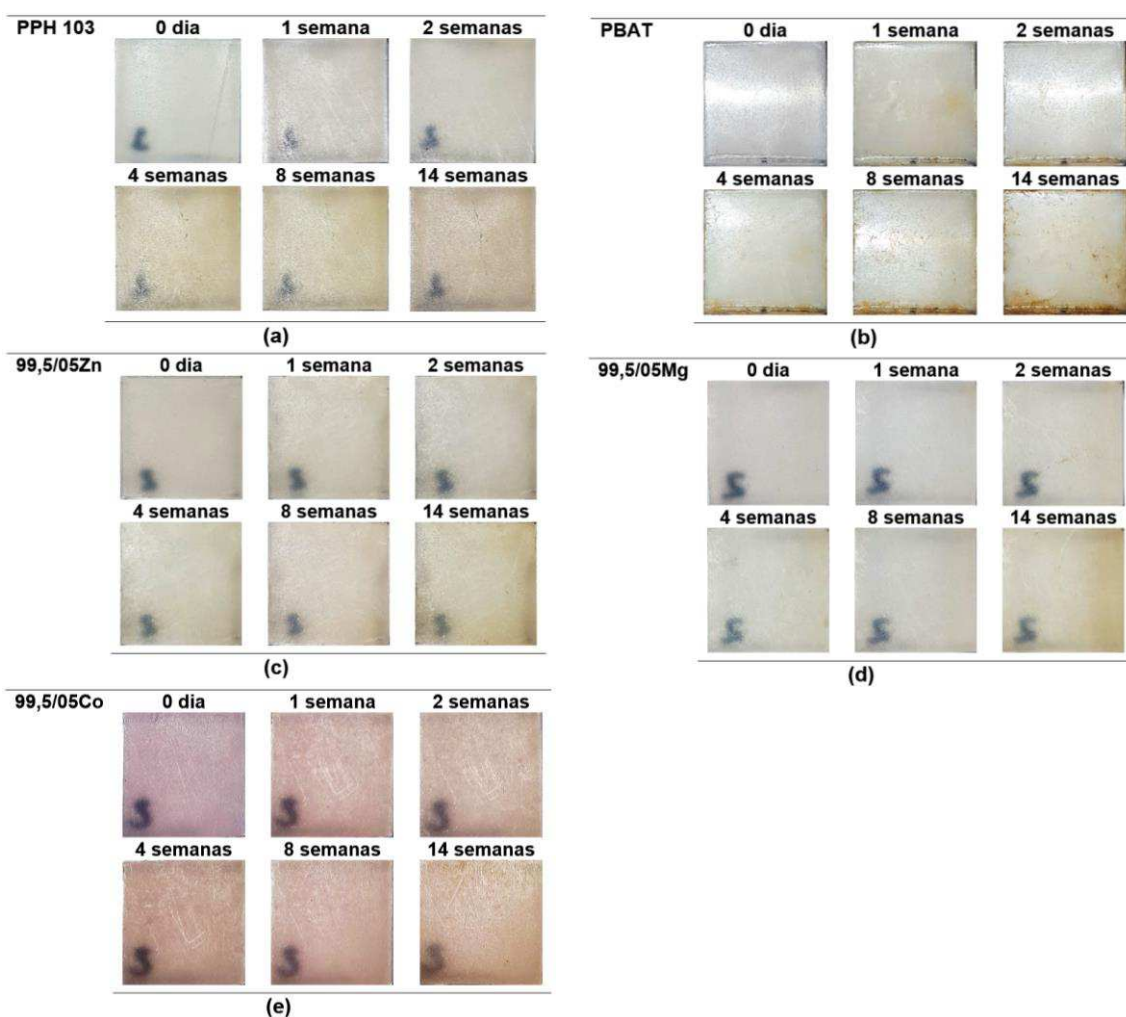 PPH 103
0 dia 1 semana 2 semanas
4 semanas 8 semanas 14 semanas
(a)
PBAT
0 dia 1 semana 2 semanas
4 semanas 8 semanas 14 semanas
(b)
99,5/05Zn
0 dia 1 semana 2 semanas
4 semanas 8 semanas 14 semanas
(c)
99,5/05Mg
0 dia 1 semana 2 semanas
4 semanas 8 semanas 14 semanas
(d)
99,5/05Co
0 dia 1 semana 2 semanas
4 semanas 8 semanas 14 semanas
(e)